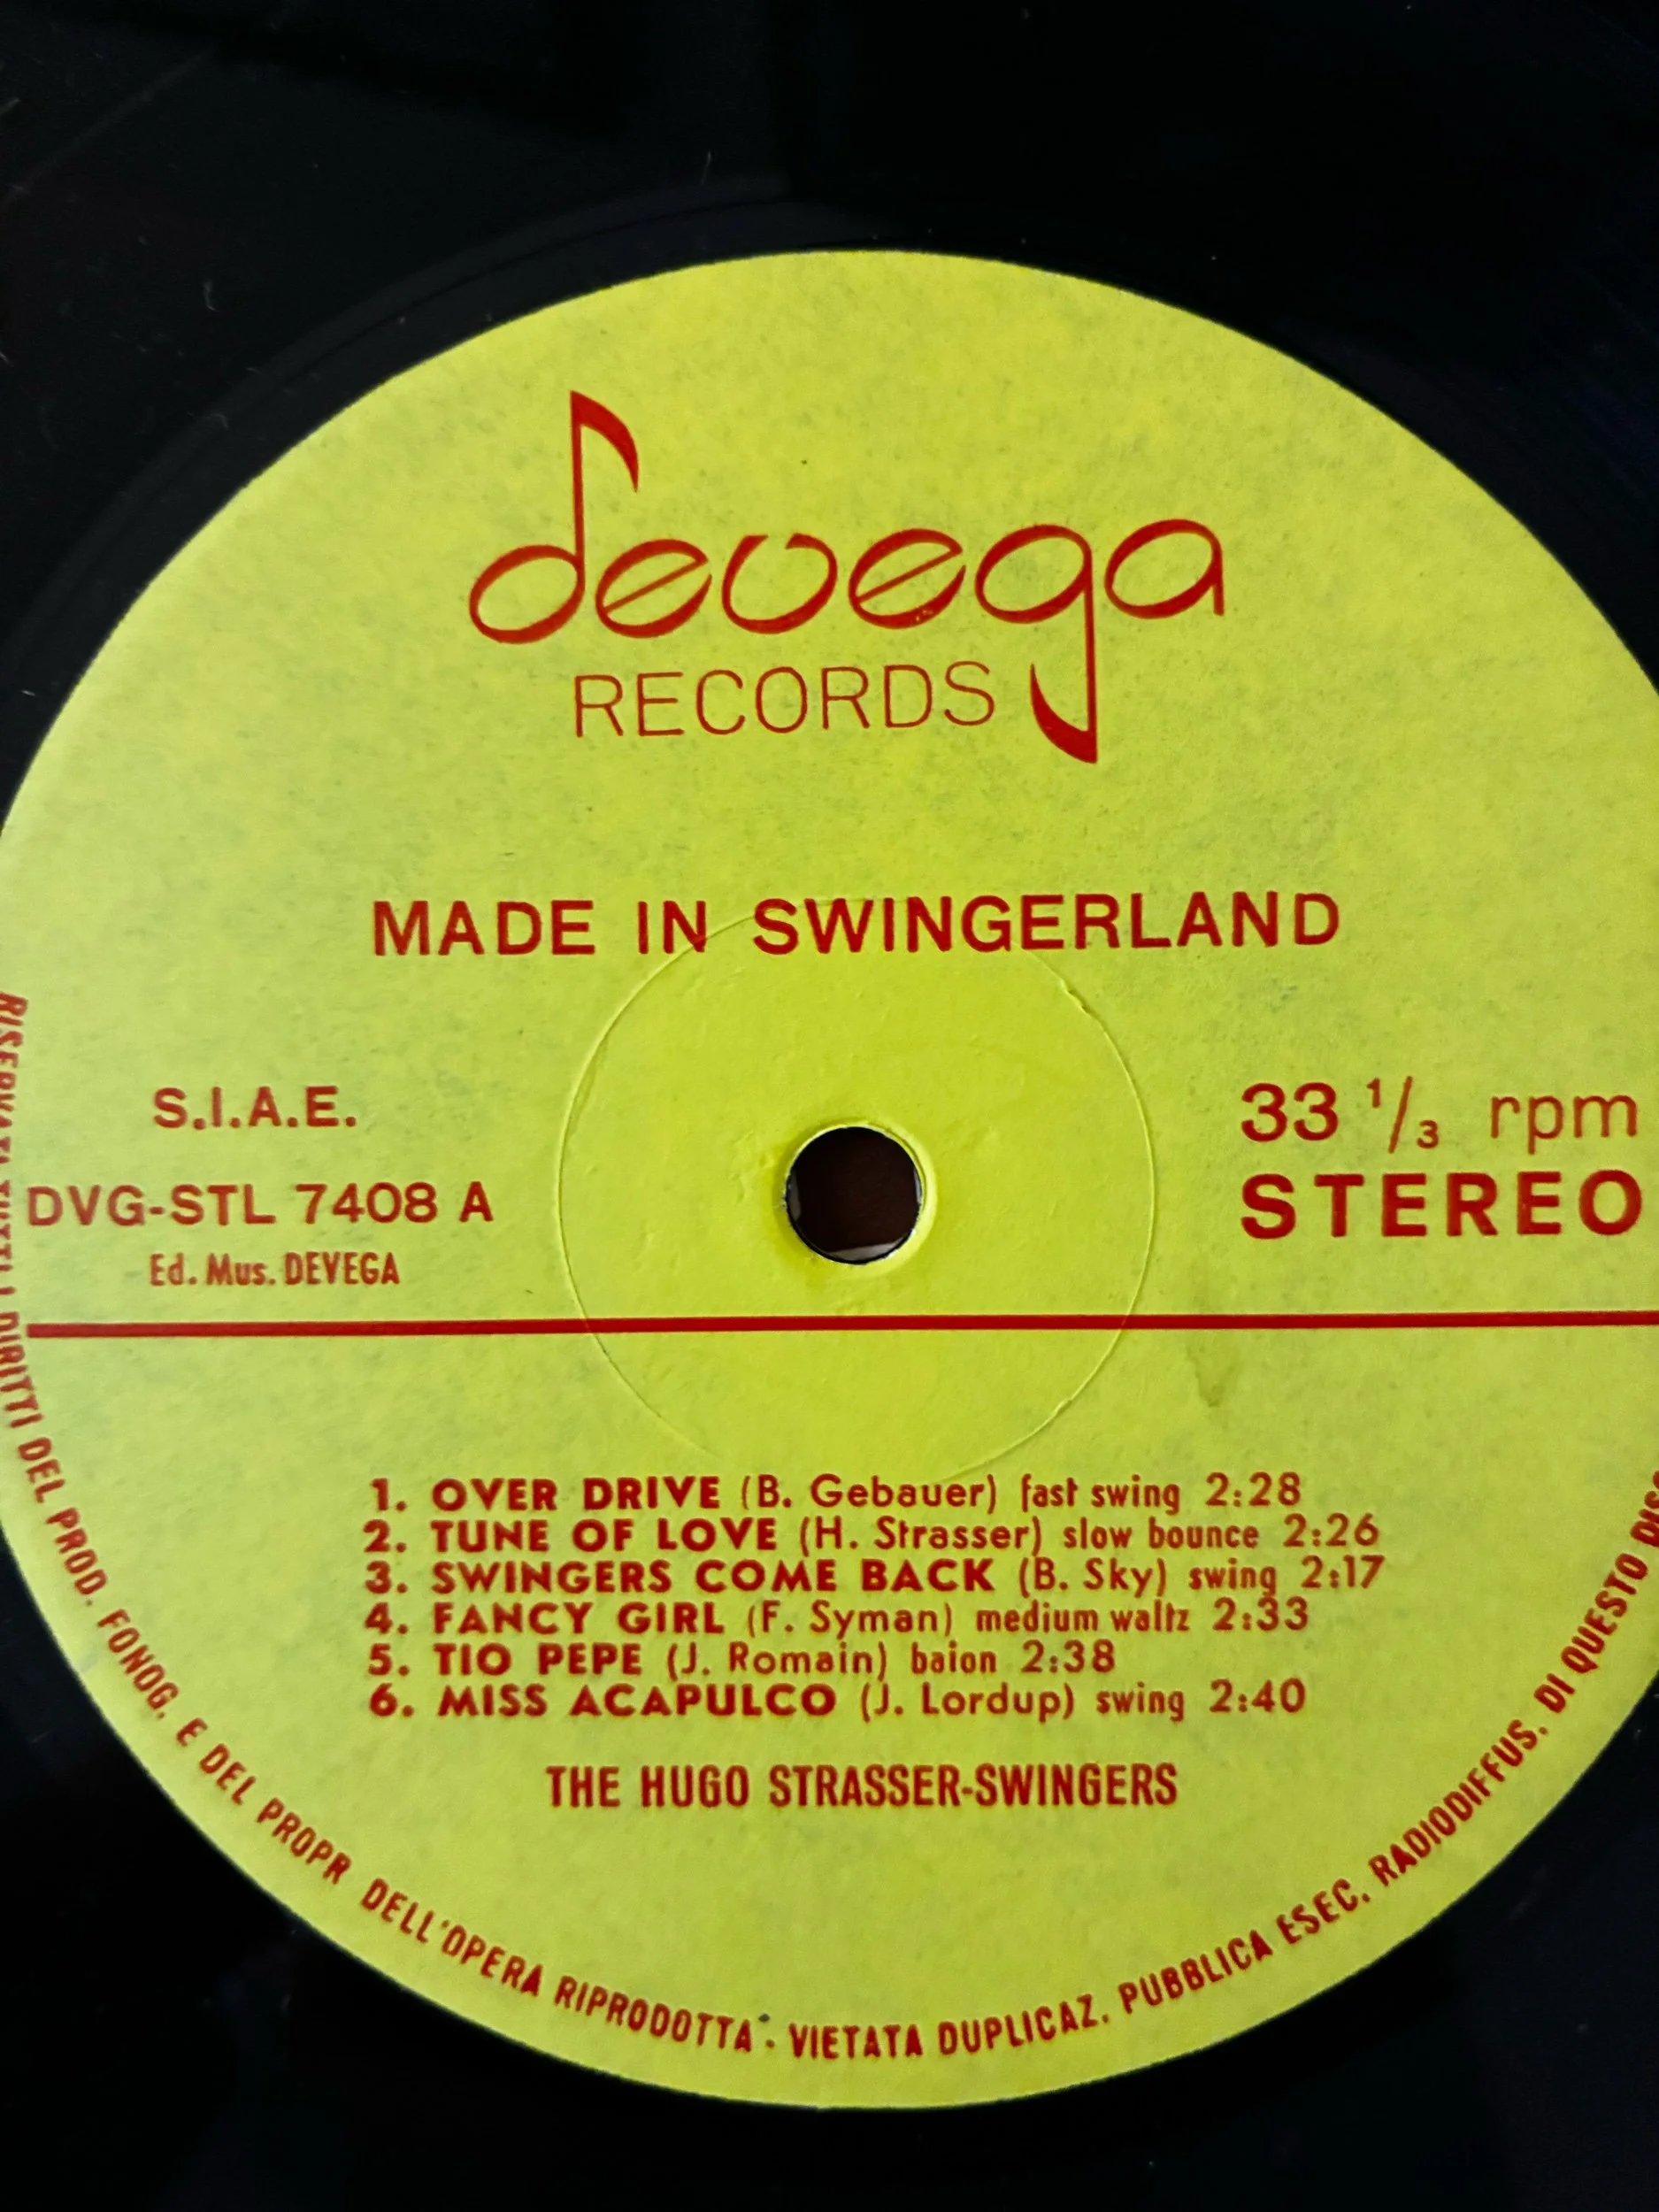 devega
RECORDS
MADE IN SWINGERLAND
S.I.A.E.
DVG-STL 7408 A
Ed. Mus. DEVEGA
33 1/3 rpm
STEREO
1. OVER DRIVE (B. Gebauer) fast swing 2:28
2. TUNE OF LOVE (H. Strasser) slow bounce 2:26
3. SWINGERS COME BACK (B. Sky) swing 2:17
4. FANCY GIRL (F. Syman) medium waltz 2:33
5. TIO PEPE (J. Romain) baion 2:38
6. MISS ACAPULCO (J. Lordup) swing 2:40
THE HUGO STRASSER-SWINGERS
RISERVATI TUTTI I DIRITTI DEL PROD. FONOG. E DEL PROPR DELL'OPERA RIPRODOTTA - VIETATA DUPLICAZ. PUBBLICA ESEC. RADIODIFFUS. DI QUESTO